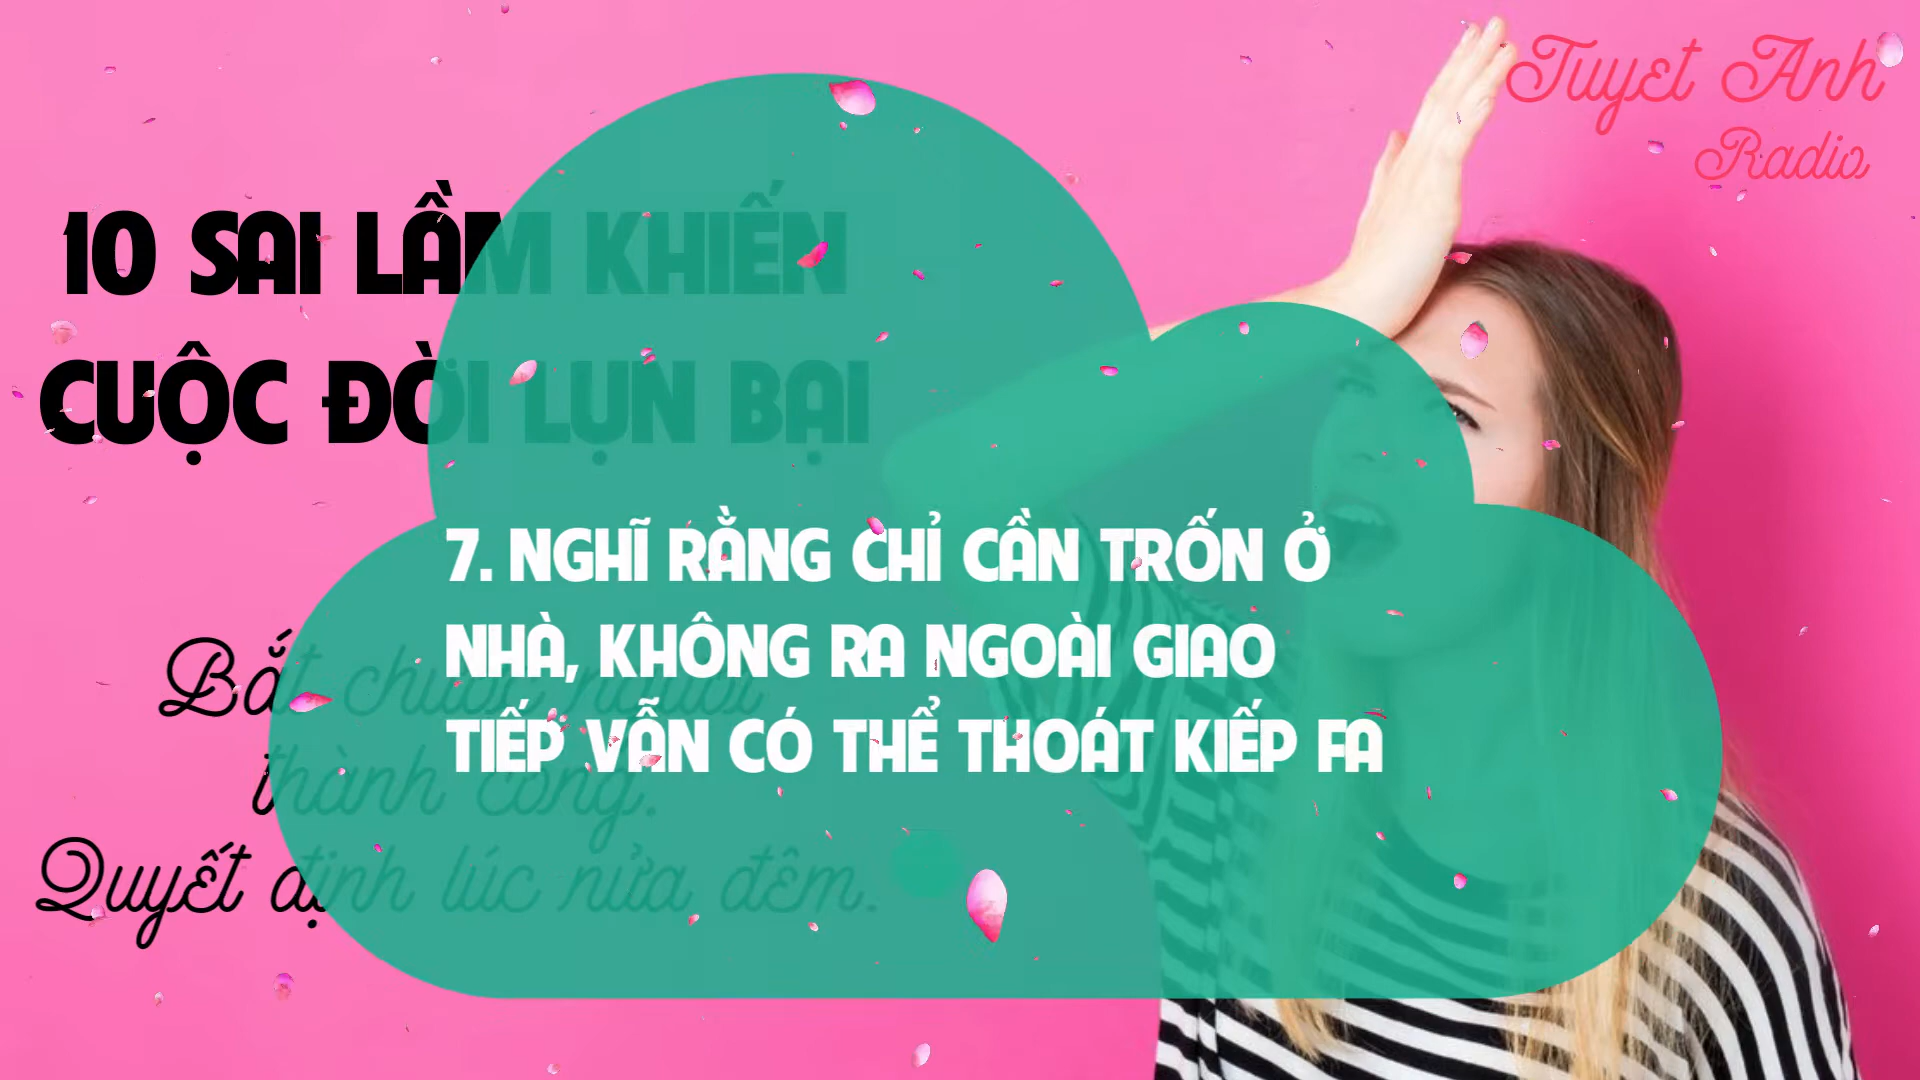 Tuyet Anh
Radio
10 SAI LẦM KHIẾN
CUỘC ĐỜI LỤN BẠI
7. NGHĨ RẰNG CHỈ CẦN TRỐN Ở
NHÀ, KHÔNG RA NGOÀI GIAO
TIẾP VẪN CÓ THỂ THOÁT KIẾP FA
Bắt chước người
thành công.
Quyết định lúc nửa đêm.